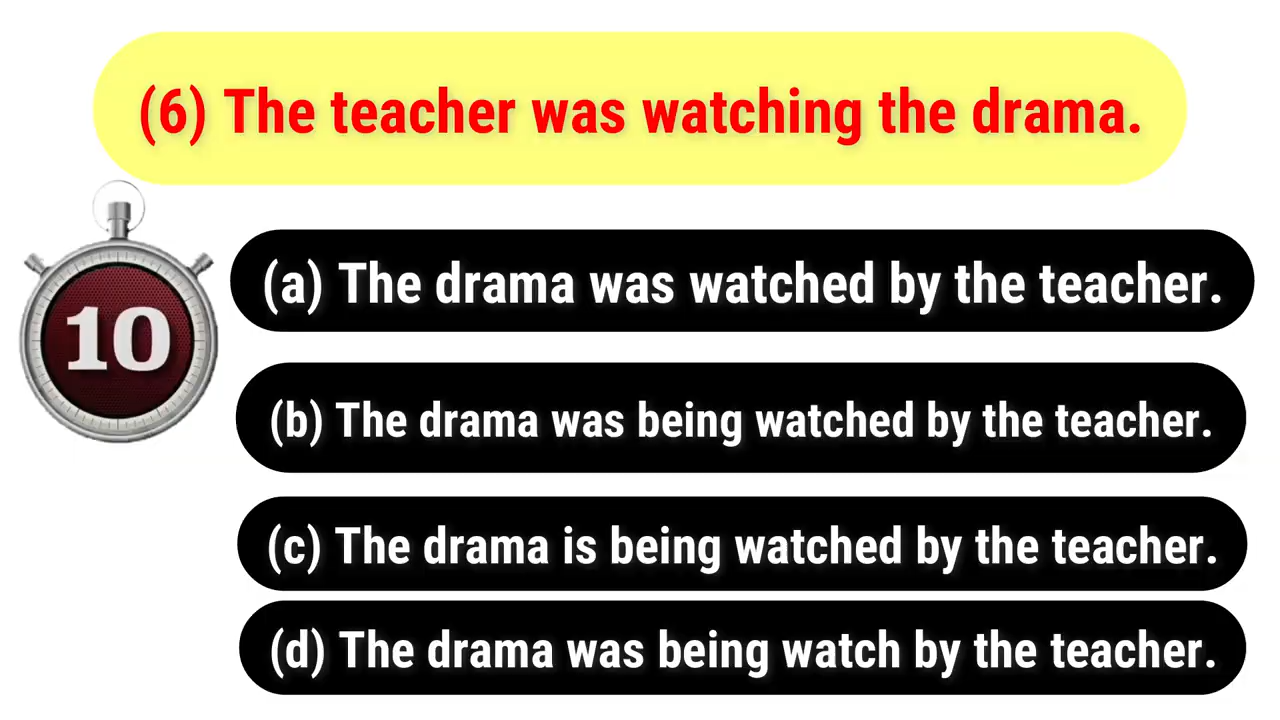 (6) The teacher was watching the drama.
10
(a) The drama was watched by the teacher.
(b) The drama was being watched by the teacher.
(c) The drama is being watched by the teacher.
(d) The drama was being watch by the teacher.